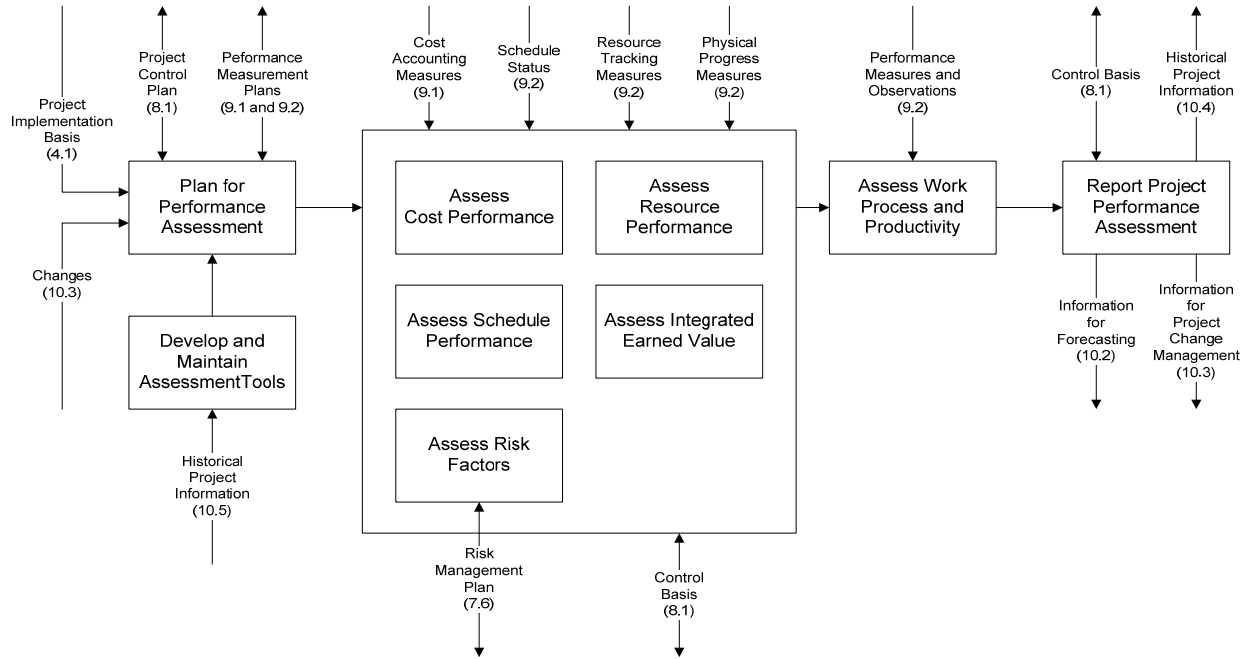 Project
Implementation
Basis
(4.1)
Project
Control
Plan
(8.1)
Peformance
Measurement
Plans
(9.1 and 9.2)
Cost
Accounting
Measures
(9.1)
Schedule
Status
(9.2)
Resource
Tracking
Measures
(9.2)
Physical
Progress
Measures
(9.2)
Performance
Measures and
Observations
(9.2)
Control Basis
(8.1)
Historical
Project
Information
(10.4)
Plan for
Performance
Assessment
Assess
Cost Performance
Assess
Resource
Performance
Assess Work
Process and
Productivity
Report Project
Performance
Assessment
Changes
(10.3)
Develop and
Maintain
AssessmentTools
Assess Schedule
Performance
Assess Integrated
Earned Value
Information
for
Forecasting
(10.2)
Information
for
Project
Change
Management
(10.3)
Historical
Project
Information
(10.5)
Assess Risk
Factors
Risk
Management
Plan
(7.6)
Control
Basis
(8.1)